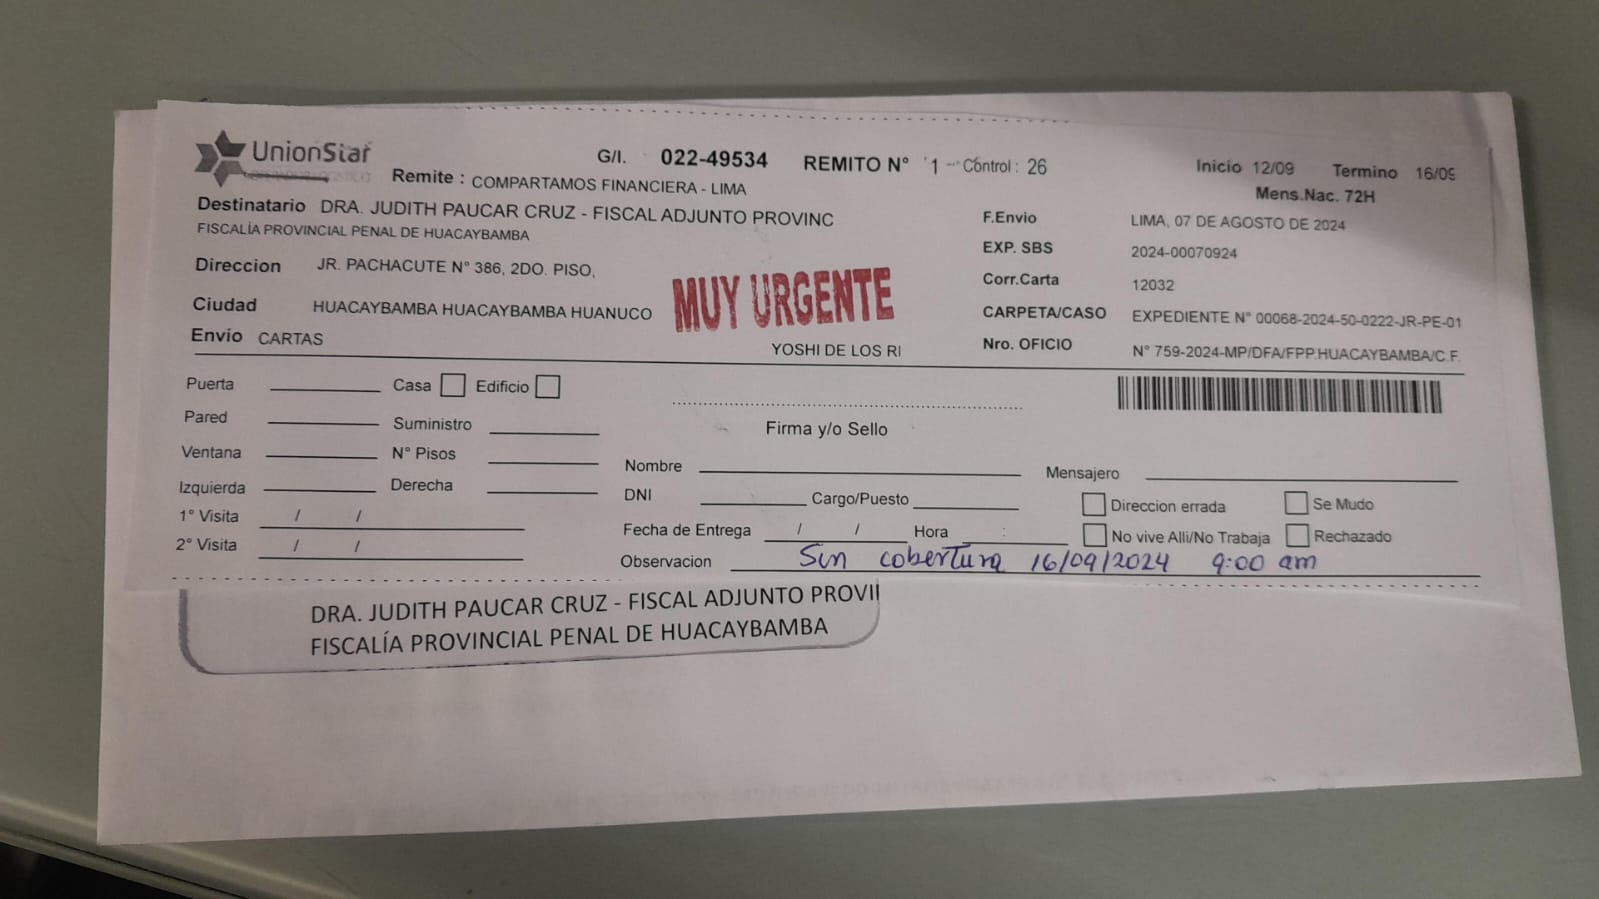 UnionStar
G/I. 022-49534 REMITO N° 1 Control : 26 Inicio 12/09 Termino 16/09
Remite : COMPARTAMOS FINANCIERA - LIMA Mens.Nac. 72H
Destinatario DRA. JUDITH PAUCAR CRUZ - FISCAL ADJUNTO PROVINC
FISCALÍA PROVINCIAL PENAL DE HUACAYBAMBA
Direccion JR. PACHACUTE N° 386, 2DO. PISO,
Ciudad HUACAYBAMBA HUACAYBAMBA HUANUCO
Envio CARTAS
MUY URGENTE
YOSHI DE LOS RI
F.Envio LIMA, 07 DE AGOSTO DE 2024
EXP. SBS 2024-00070924
Corr.Carta 12032
CARPETA/CASO EXPEDIENTE N° 00068-2024-50-0222-JR-PE-01
Nro. OFICIO N° 759-2024-MP/DFA/FPP.HUACAYBAMBA/C.F.
Puerta Casa Edificio
Pared Suministro
Ventana N° Pisos
Izquierda Derecha
1° Visita / /
2° Visita / /
Firma y/o Sello
Nombre Mensajero
DNI Cargo/Puesto
Fecha de Entrega / / Hora :
Direccion errada Se Mudo
No vive Alli/No Trabaja Rechazado
Observacion Sin cobertura 16/09/2024 9:00 am
DRA. JUDITH PAUCAR CRUZ - FISCAL ADJUNTO PROVI
FISCALÍA PROVINCIAL PENAL DE HUACAYBAMBA